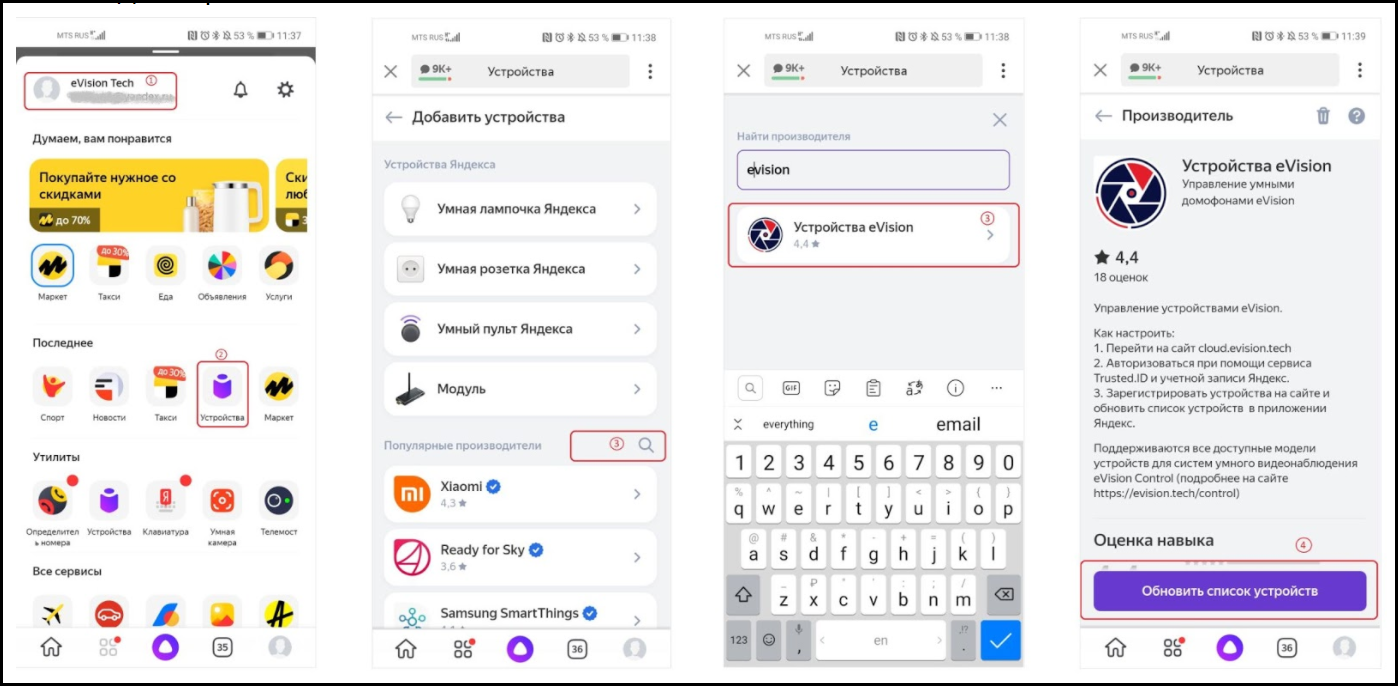 MTS RUS 53 % 11:37
eVision Tech ①
Думаем, вам понравится
Покупайте нужное со
скидками
до 70%
до 30%
Маркет Такси Еда Объявления Услуги
Последнее
②
до 30%
Спорт Новости Такси Устройства Маркет
Утилиты
Я
Определител
ь номера
Устройства Клавиатура Умная
камера
Телемост
Все сервисы
35
MTS RUS 53 % 11:38
9K+ Устройства
Добавить устройства
Устройства Яндекса
Умная лампочка Яндекса
Умная розетка Яндекса
Умный пульт Яндекса
Модуль
Популярные производители ③
Xiaomi
4,3 ★
Ready for Sky
3,6 ★
Samsung SmartThings
36
MTS RUS 53 % 11:38
9K+ Устройства
Найти производителя
evision
Устройства eVision ③
4,4 ★
GIF
everything e email
1 2 3 4 5 6 7 8 9 0
q w e r t y u i o p
a s d f g h j k l
z x c v b n m
123 , en .
MTS RUS 53 % 11:39
9K+ Устройства
Производитель
Устройства eVision
Управление умными
домофонами eVision
★ 4,4
18 оценок
Управление устройствами eVision.
Как настроить:
1. Перейти на сайт cloud.evision.tech
2. Авторизоваться при помощи сервиса
Trusted.ID и учетной записи Яндекс.
3. Зарегистрировать устройства на сайте и
обновить список устройств в приложении
Яндекс.
Поддерживаются все доступные модели
устройств для систем умного видеонаблюдения
eVision Control (подробнее на сайте
https://evision.tech/control)
Оценка навыка ④
Обновить список устройств
36